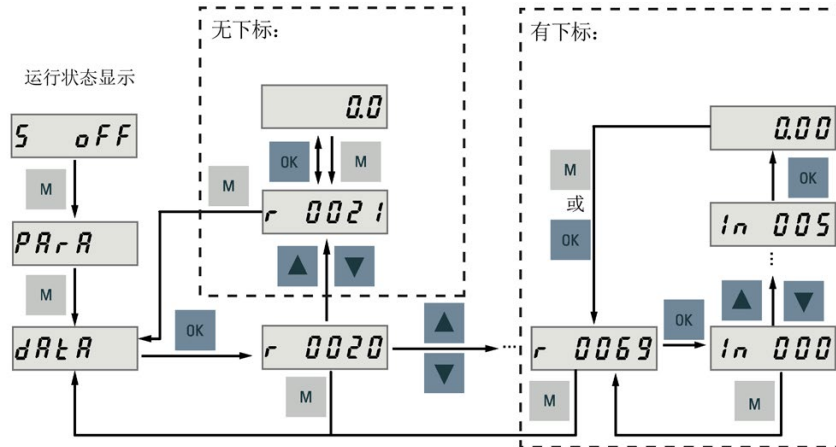 无下标:
有下标:
运行状态显示
0.0
0.00
S oFF
OK
M
M
M
OK
M
r 0021
In 005
或
PArA
OK
M
OK
OK
dAtA
r 0020
r 0069
In 000
...
M
M
M